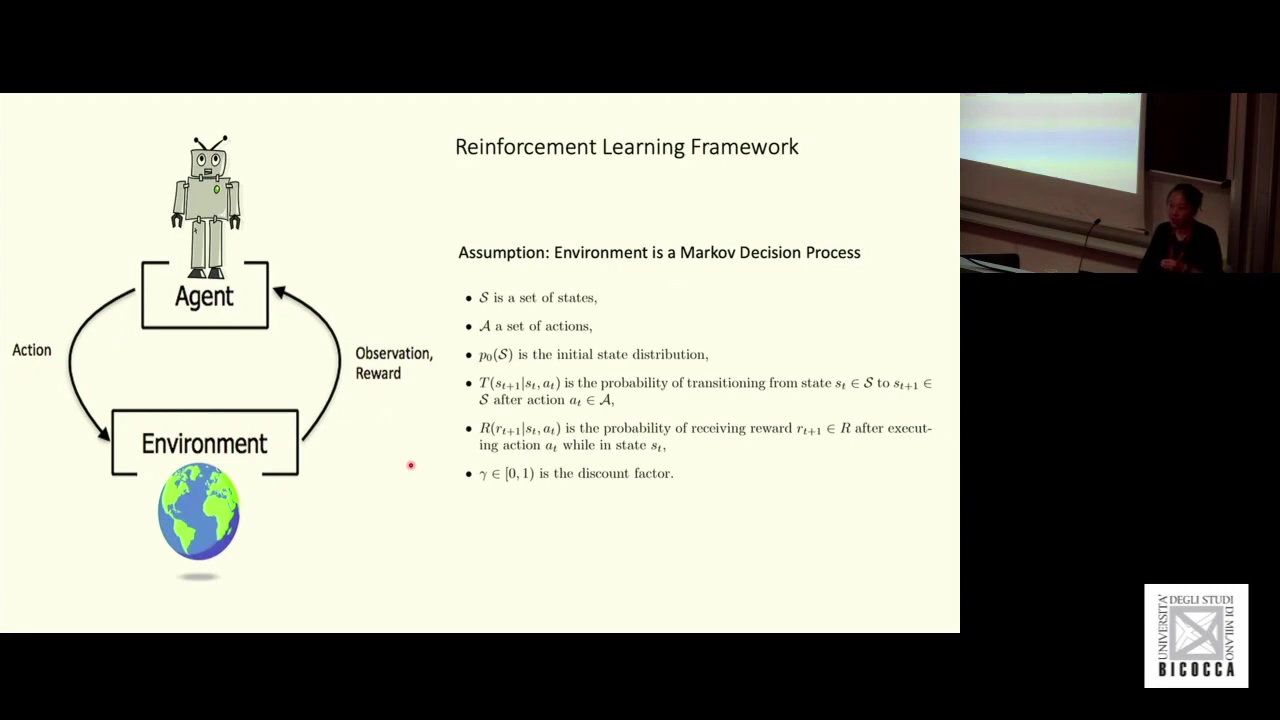 Reinforcement Learning Framework
Agent
Action
Observation,
Reward
Environment
Assumption: Environment is a Markov Decision Process
• 𝒮 is a set of states,
• 𝒜 a set of actions,
• p₀(𝒮) is the initial state distribution,
• T(sₜ₊₁|sₜ, aₜ) is the probability of transitioning from state sₜ ∈ 𝒮 to sₜ₊₁ ∈
𝒮 after action aₜ ∈ 𝒜,
• R(rₜ₊₁|sₜ, aₜ) is the probability of receiving reward rₜ₊₁ ∈ R after execut-
ing action aₜ while in state sₜ,
• γ ∈ [0, 1) is the discount factor.
UNIVERSITA'
DEGLI STUDI
DI MILANO
BICOCCA